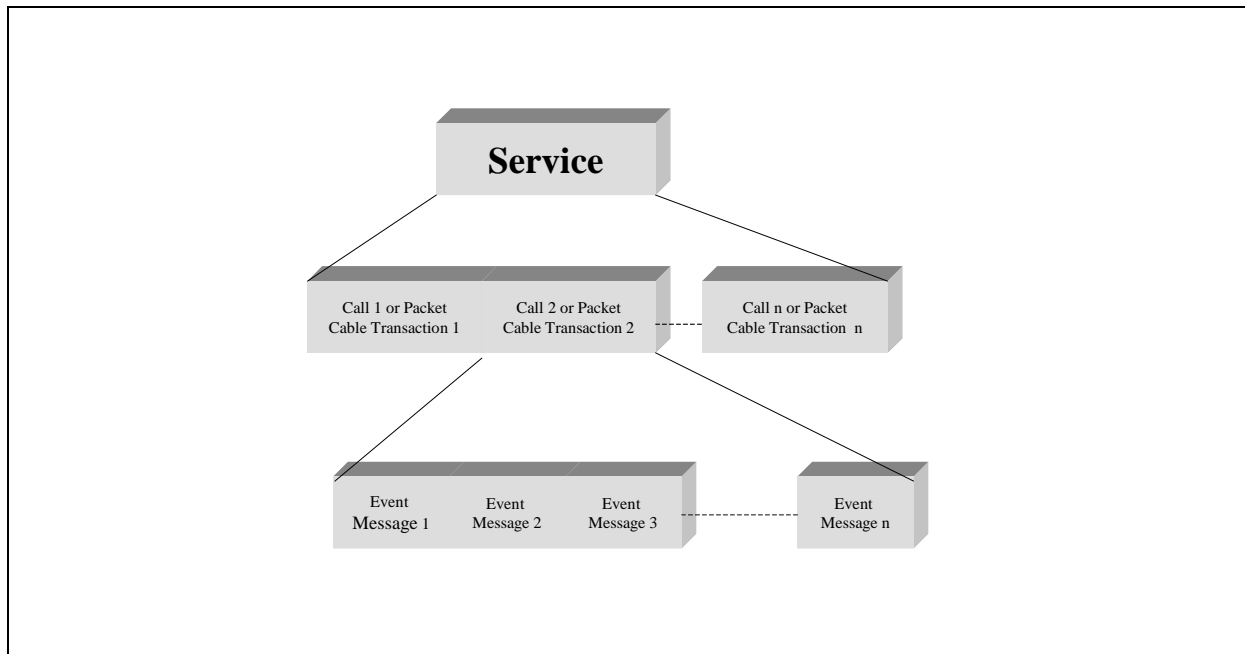 Service
Call 1 or Packet
Cable Transaction 1
Call 2 or Packet
Cable Transaction 2
Call n or Packet
Cable Transaction n
Event
Message 1
Event
Message 2
Event
Message 3
Event
Message n